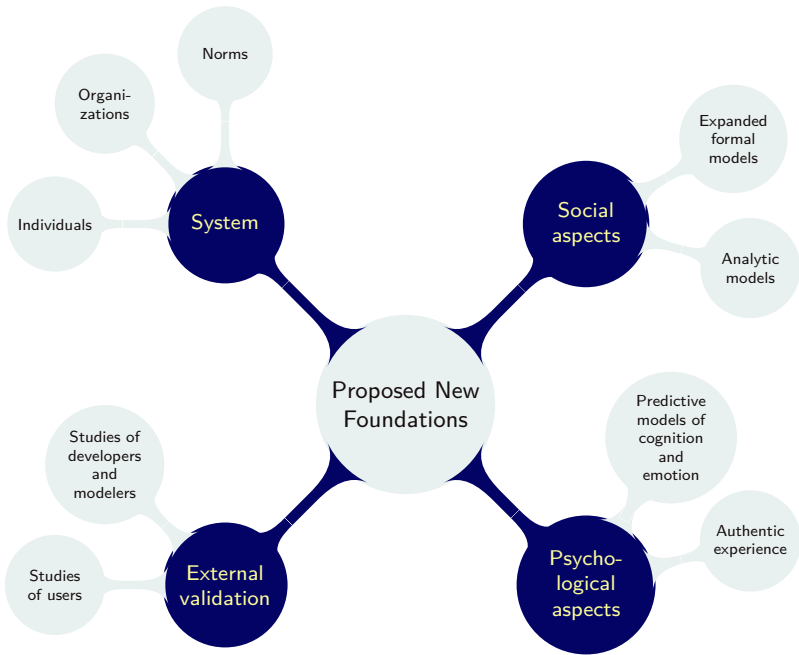 Norms
Organi-
zations
Individuals
System
Expanded
formal
models
Social
aspects
Analytic
models
Proposed New
Foundations
Studies of
developers
and
modelers
Studies
of users
External
validation
Predictive
models of
cognition
and
emotion
Authentic
experience
Psycho-
logical
aspects